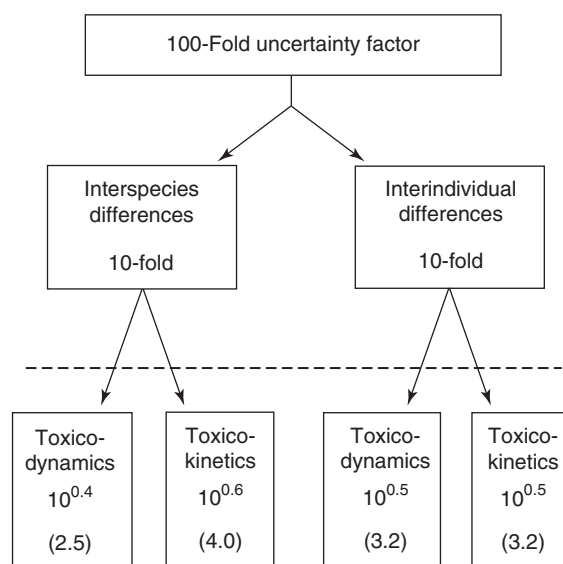 100-Fold uncertainty factor
Interspecies
differences
10-fold
Interindividual
differences
10-fold
Toxico-
dynamics
10^0.4
(2.5)
Toxico-
kinetics
10^0.6
(4.0)
Toxico-
dynamics
10^0.5
(3.2)
Toxico-
kinetics
10^0.5
(3.2)